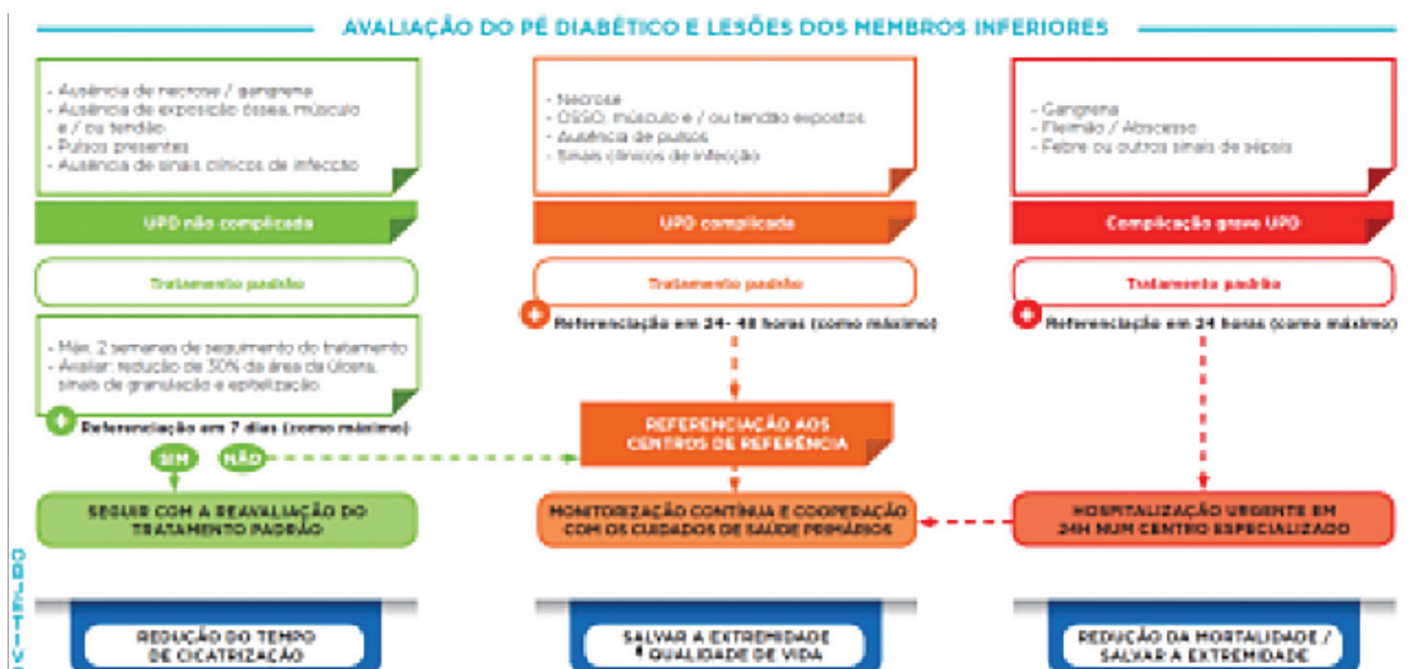 AVALIAÇÃO DO PÉ DIABÉTICO E LESÕES DOS MEMBROS INFERIORES
- Ausência de necrose / gangrena
- Ausência de exposição óssea, músculo
e / ou tendão
- Pulsos presentes
- Ausência de sinais clínicos de infecção
UPD não complicada
Tratamento padrão
- Máx. 2 semanas de seguimento do tratamento
- Avaliar: redução de 30% da área da úlcera,
sinais de granulação e epitelização.
Referenciação em 7 dias (como máximo)
SIM
NÃO
SEGUIR COM A REAVALIAÇÃO DO
TRATAMENTO PADRÃO
REDUÇÃO DO TEMPO
DE CICATRIZAÇÃO
- Necrose
- OSSO, músculo e / ou tendão expostos
- Ausência de pulsos
- Sinais clínicos de infecção
UPD complicada
Tratamento padrão
Referenciação em 24- 48 horas (como máximo)
REFERENCIAÇÃO AOS
CENTROS DE REFERÊNCIA
MONITORIZAÇÃO CONTÍNUA E COOPERAÇÃO
COM OS CUIDADOS DE SAÚDE PRIMÁRIOS
SALVAR A EXTREMIDADE
QUALIDADE DE VIDA
- Gangrena
- Fleimão / Abscesso
- Febre ou outros sinais de sépsis
Complicação grave UPD
Tratamento padrão
Referenciação em 24 horas (como máximo)
HOSPITALIZAÇÃO URGENTE EM
24H NUM CENTRO ESPECIALIZADO
REDUÇÃO DA MORTALIDADE /
SALVAR A EXTREMIDADE